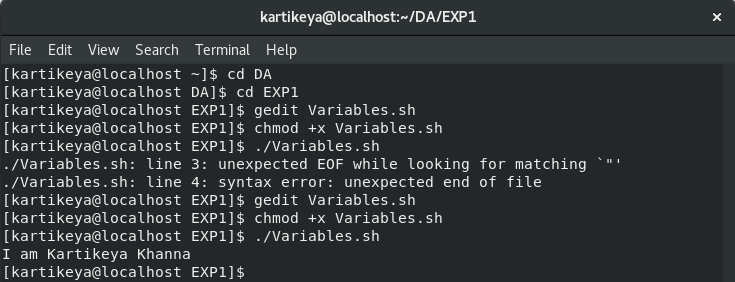 kartikeya@localhost:~/DA/EXP1 ×
File Edit View Search Terminal Help
[kartikeya@localhost ~]$ cd DA
[kartikeya@localhost DA]$ cd EXP1
[kartikeya@localhost EXP1]$ gedit Variables.sh
[kartikeya@localhost EXP1]$ chmod +x Variables.sh
[kartikeya@localhost EXP1]$ ./Variables.sh
./Variables.sh: line 3: unexpected EOF while looking for matching `"'
./Variables.sh: line 4: syntax error: unexpected end of file
[kartikeya@localhost EXP1]$ gedit Variables.sh
[kartikeya@localhost EXP1]$ chmod +x Variables.sh
[kartikeya@localhost EXP1]$ ./Variables.sh
I am Kartikeya Khanna
[kartikeya@localhost EXP1]$